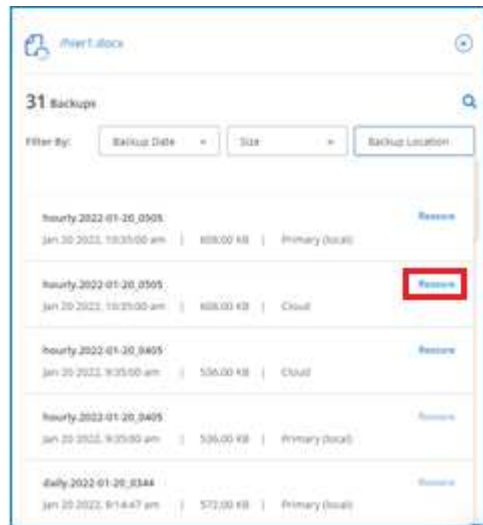 /hier1.docx
31 Backups
Filter By: Backup Date Size Backup Location
hourly.2022-01-20_0505 Restore
Jan 20 2022, 10:35:00 am | 608.00 KB | Primary (local)
hourly.2022-01-20_0505 Restore
Jan 20 2022, 10:35:00 am | 608.00 KB | Cloud
hourly.2022-01-20_0405 Restore
Jan 20 2022, 9:35:00 am | 536.00 KB | Cloud
hourly.2022-01-20_0405 Restore
Jan 20 2022, 9:35:00 am | 536.00 KB | Primary (local)
daily.2022-01-20_0344 Restore
Jan 20 2022, 9:14:47 am | 572.00 KB | Primary (local)